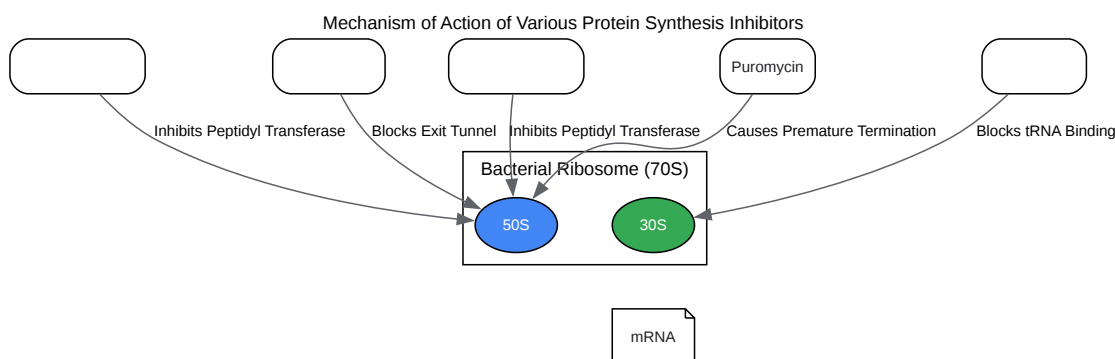 Mechanism of Action of Various Protein Synthesis Inhibitors
Puromycin
Inhibits Peptidyl Transferase
Blocks Exit Tunnel
Inhibits Peptidyl Transferase
Causes Premature Termination
Blocks tRNA Binding
Bacterial Ribosome (70S)
50S
30S
mRNA